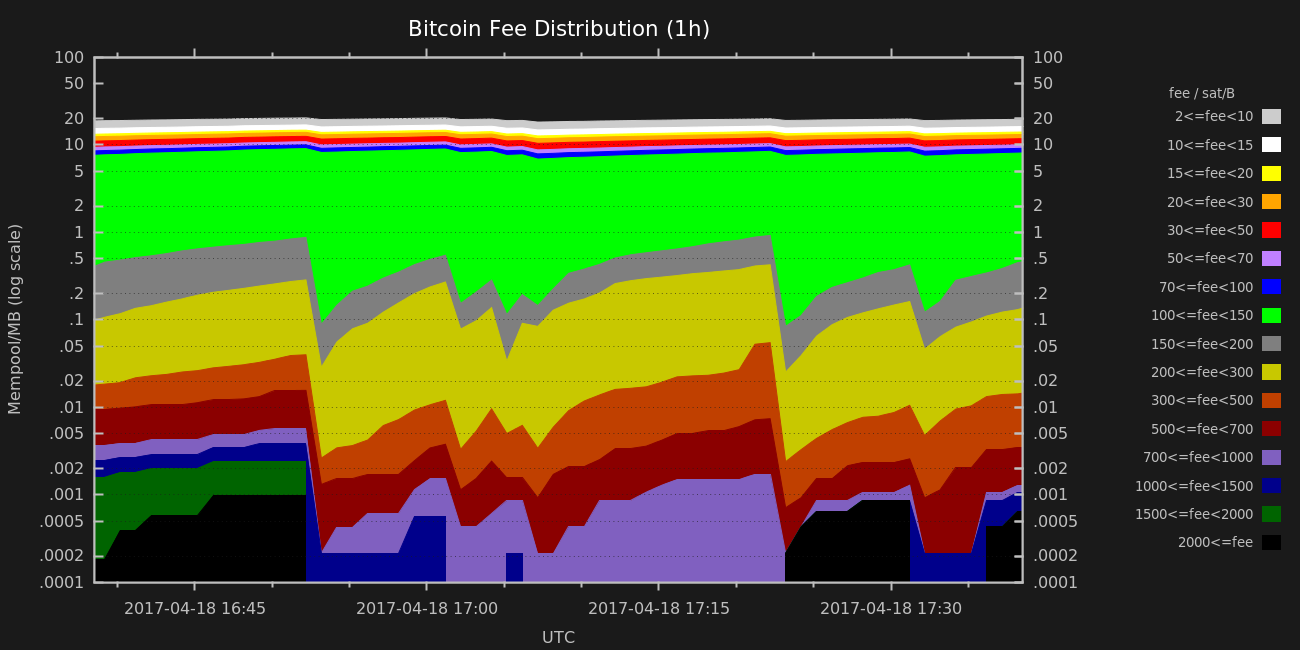 Bitcoin Fee Distribution (1h)
100 100
50 50
20 20
10 10
5 5
2 2
1 1
.5 .5
.2 .2
.1 .1
.05 .05
.02 .02
.01 .01
.005 .005
.002 .002
.001 .001
.0005 .0005
.0002 .0002
.0001 .0001
Mempool/MB (log scale)
2017-04-18 16:45 2017-04-18 17:00 2017-04-18 17:15 2017-04-18 17:30
UTC
fee / sat/B
2<=fee<10
10<=fee<15
15<=fee<20
20<=fee<30
30<=fee<50
50<=fee<70
70<=fee<100
100<=fee<150
150<=fee<200
200<=fee<300
300<=fee<500
500<=fee<700
700<=fee<1000
1000<=fee<1500
1500<=fee<2000
2000<=fee